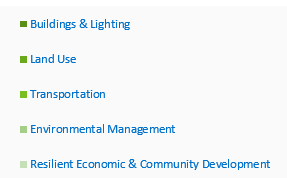 Buildings & Lighting
Land Use
Transportation
Environmental Management
Resilient Economic & Community Development